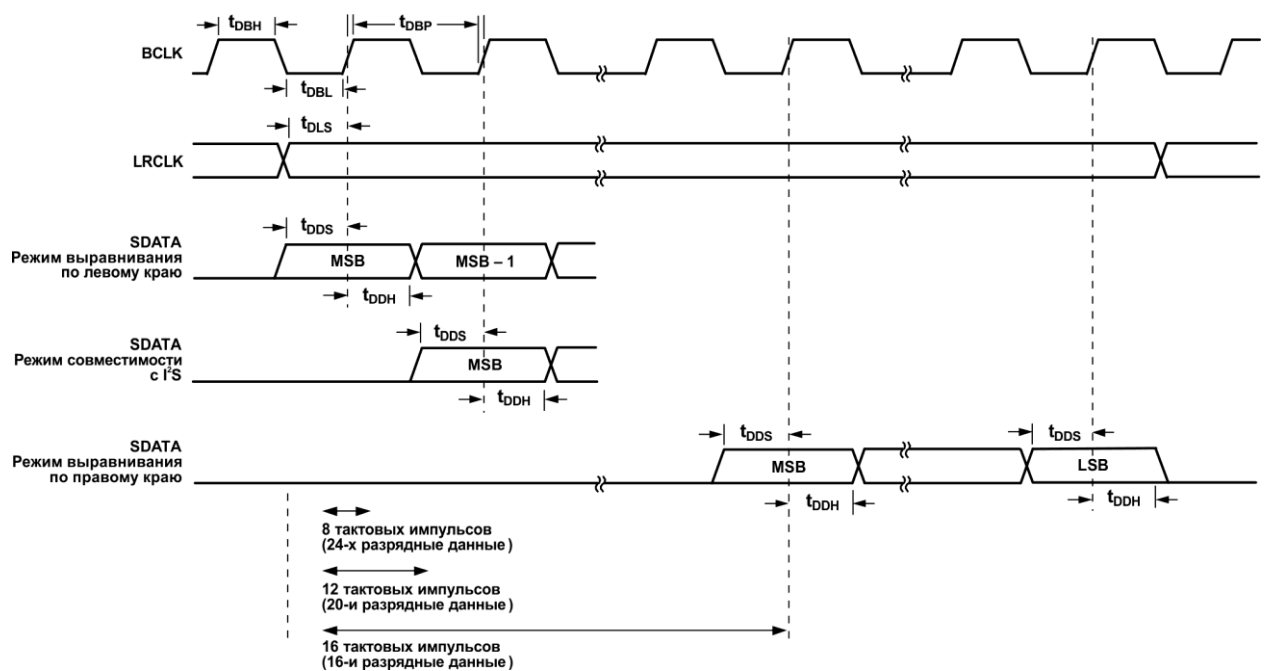 tDBH
tDBP
BCLK
tDBL
tDLS
LRCLK
tDDS
SDATA
Режим выравнивания
по левому краю
MSB
MSB – 1
tDDH
tDDS
SDATA
Режим совместимости
с I²S
MSB
tDDH
SDATA
Режим выравнивания
по правому краю
tDDS
tDDS
MSB
LSB
tDDH
tDDH
8 тактовых импульсов
(24-х разрядные данные)
12 тактовых импульсов
(20-и разрядные данные)
16 тактовых импульсов
(16-и разрядные данные)